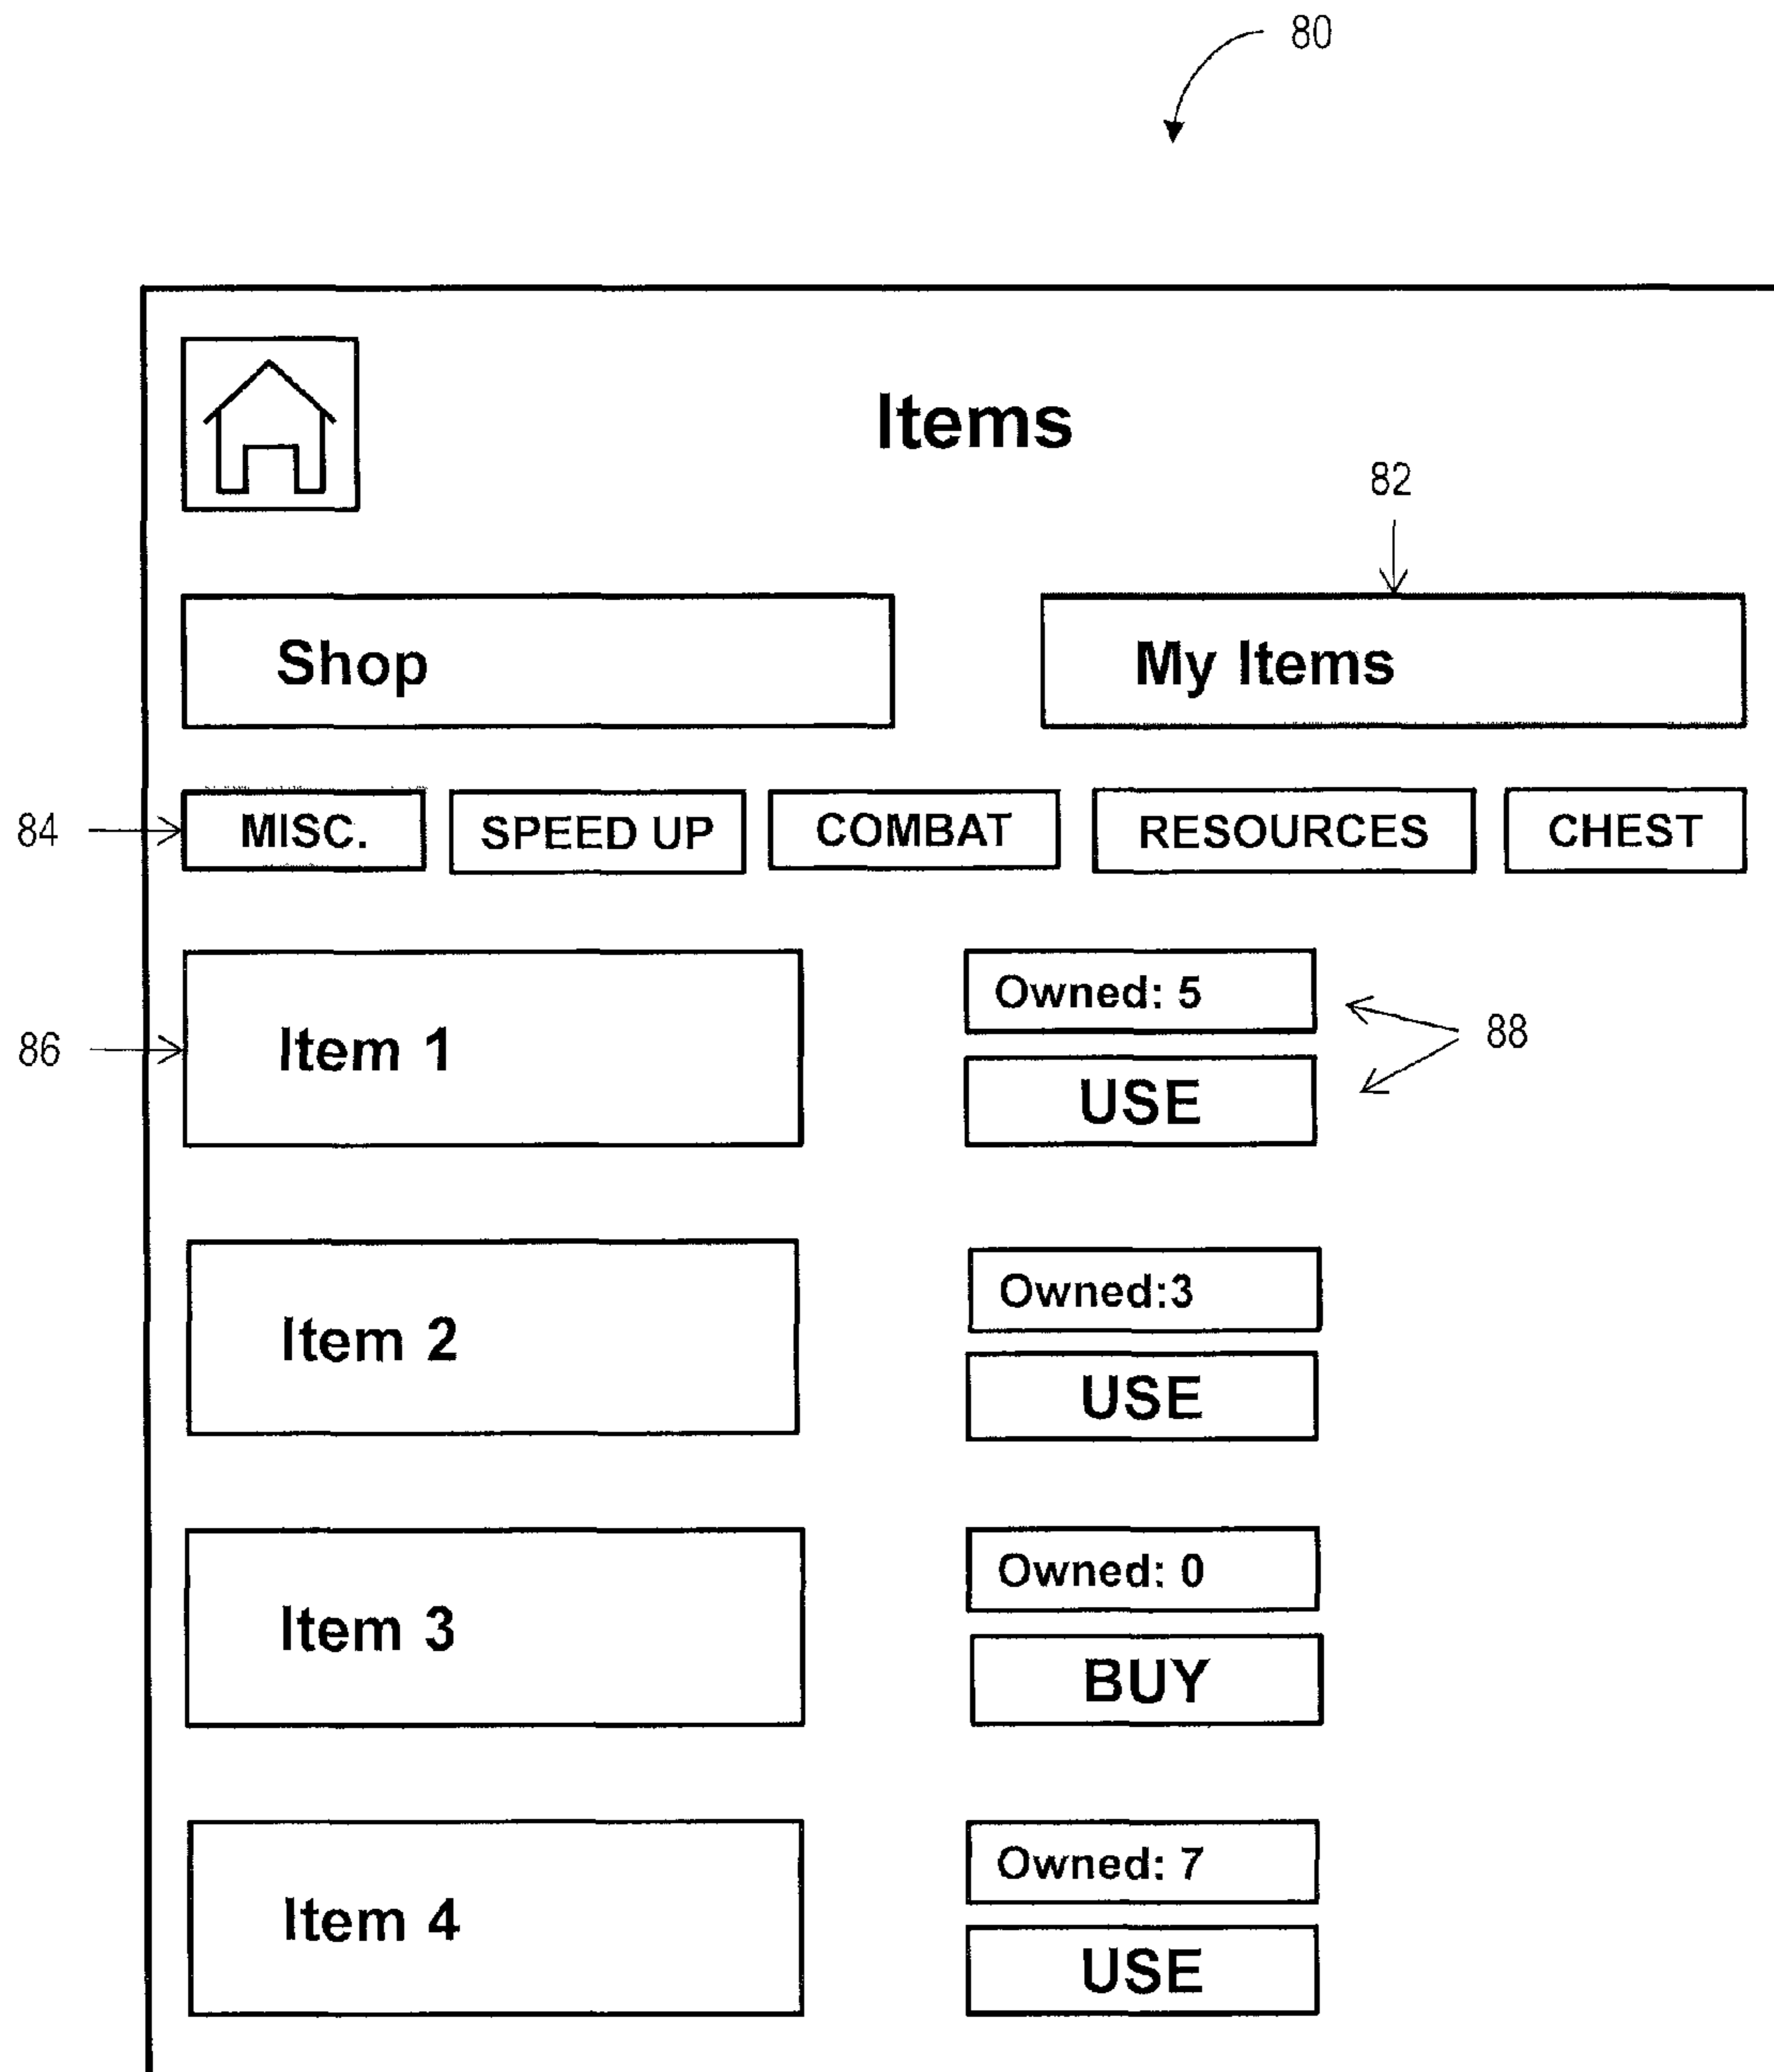 80
Items
82
Shop My Items
84 MISC. SPEED UP COMBAT RESOURCES CHEST
Owned: 5
86 Item 1 88
USE
Owned:3
Item 2
USE
Owned: 0
Item 3
BUY
Owned: 7
Item 4
USE